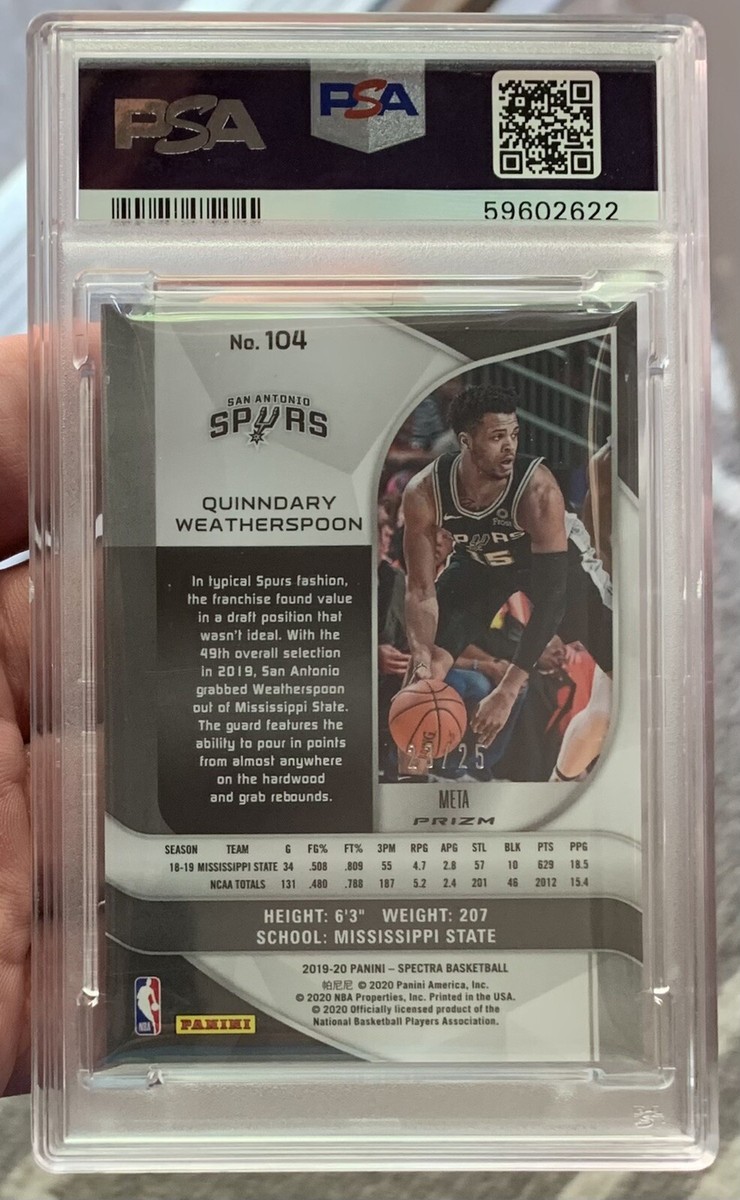 PSA
PSA
59602622
No. 104
SAN ANTONIO
SPURS
QUINNDARY
WEATHERSPOON
In typical Spurs fashion,
the franchise found value
in a draft position that
wasn't ideal. With the
49th overall selection
in 2019, San Antonio
grabbed Weatherspoon
out of Mississippi State.
The guard features the
ability to pour in points
from almost anywhere
on the hardwood
and grab rebounds.
SPURS
15
META
PRIZM
SEASON TEAM G FG% FT% 3PM RPG APG STL BLK PTS PPG
18-19 MISSISSIPPI STATE 34 .508 .809 55 4.7 2.8 57 10 629 18.5
NCAA TOTALS 131 .480 .788 187 5.2 2.4 201 46 2012 15.4
HEIGHT: 6'3" WEIGHT: 207
SCHOOL: MISSISSIPPI STATE
2019-20 PANINI – SPECTRA BASKETBALL
帕尼尼 © 2020 Panini America, Inc.
© 2020 NBA Properties, Inc. Printed in the USA.
© 2020 Officially licensed product of the
National Basketball Players Association.
NBA
PANINI